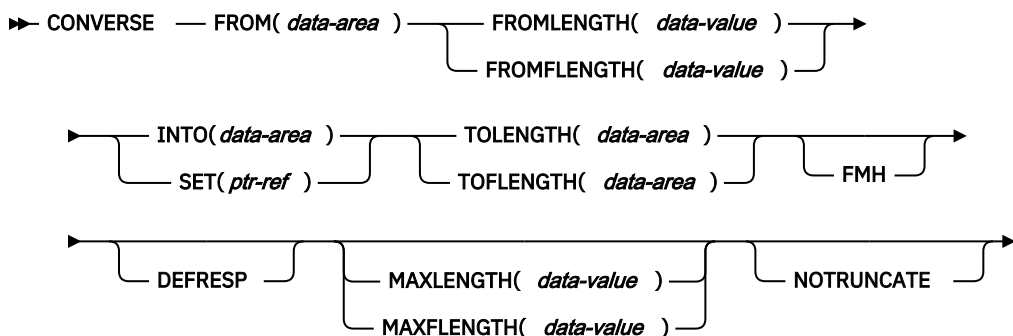 CONVERSE FROM( data-area ) FROMLENGTH( data-value )
FROMFLENGTH( data-value )
INTO( data-area ) TOLENGTH( data-area )
SET( ptr-ref ) TOFLENGTH( data-area ) FMH
DEFRESP MAXLENGTH( data-value ) NOTRUNCATE
MAXFLENGTH( data-value )